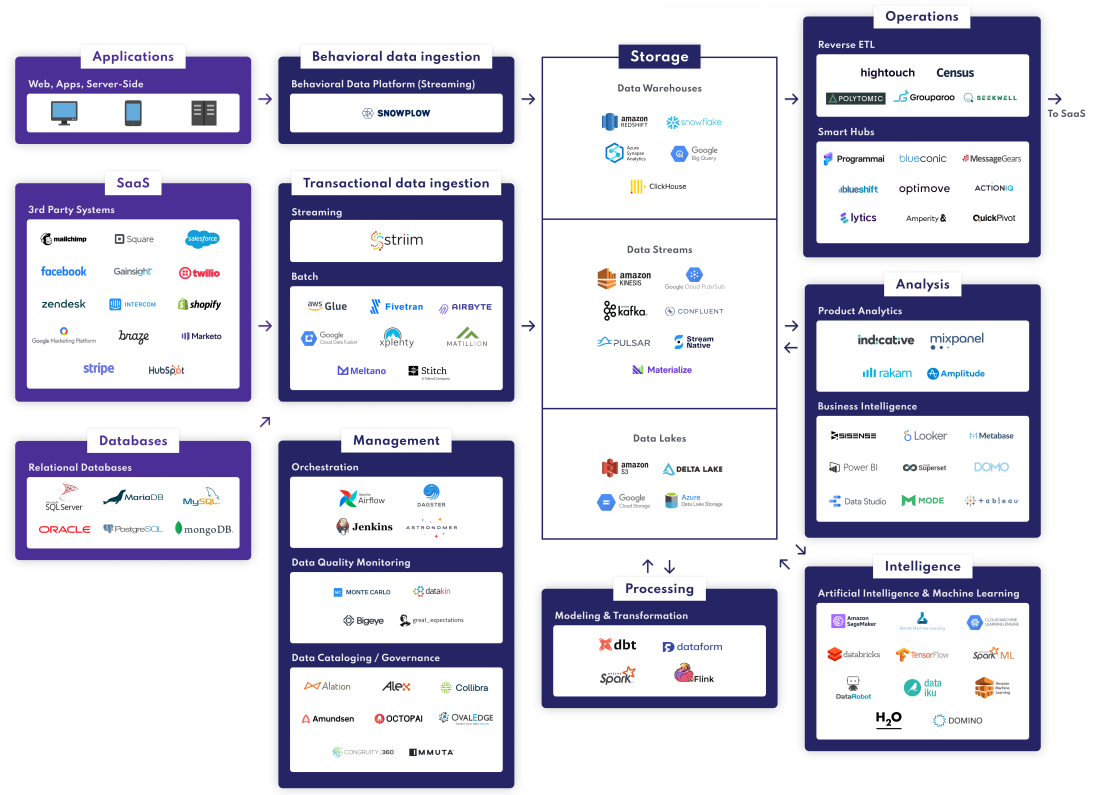 Applications
Web, Apps, Server-Side
SaaS
3rd Party Systems
mailchimp
Square
salesforce
facebook
Gainsight
twilio
zendesk
INTERCOM
shopify
Google Marketing Platform
braze
Marketo
stripe
HubSpot
Databases
Relational Databases
Microsoft
SQL Server
MariaDB
MySQL
ORACLE
PostgreSQL
mongoDB
Behavioral data ingestion
Behavioral Data Platform (Streaming)
SNOWPLOW
Transactional data ingestion
Streaming
striim
Batch
aws Glue
Fivetran
AIRBYTE
Google
Cloud Data Fusion
xplenty
MATILLION
Meltano
Stitch
A Talend Company
Management
Orchestration
Apache
Airflow
DAGSTER
Jenkins
ASTRONOMER
Data Quality Monitoring
MC MONTE CARLO
datakin
Bigeye
great_expectations
Data Cataloging / Governance
Alation
Alex
Collibra
Amundsen
OCTOPAI
OVALEDGE
CONGRUITY 360
IMMUTA
Storage
Data Warehouses
amazon
REDSHIFT
snowflake
Azure
Synapse
Analytics
Google
Big Query
ClickHouse
Data Streams
amazon
KINESIS
Google Cloud Pub/Sub
kafka
CONFLUENT
PULSAR
Stream
Native
Materialize
Data Lakes
amazon
S3
DELTA LAKE
Google
Cloud Storage
Azure
Data Lake Storage
Processing
Modeling & Transformation
dbt
dataform
APACHE
Spark
Flink
Operations
Reverse ETL
hightouch
Census
POLYTOMIC
Grouparoo
SEEKWELL
Smart Hubs
Programmai
blueconic
MessageGears
blueshift
optimove
ACTIONIQ
lytics
Amperity
QuickPivot
To SaaS
Analysis
Product Analytics
indicative
mixpanel
rakam
Amplitude
Business Intelligence
SISENSE
Looker
Metabase
Power BI
Superset
DOMO
Data Studio
MODE
+ableau
Intelligence
Artificial Intelligence & Machine Learning
Amazon
SageMaker
Azure Machine Learning
CLOUD MACHINE
LEARNING ENGINE
databricks
TensorFlow
Spark ML
DataRobot
data
iku
Amazon
Machine
Learning
H2O
DOMINO